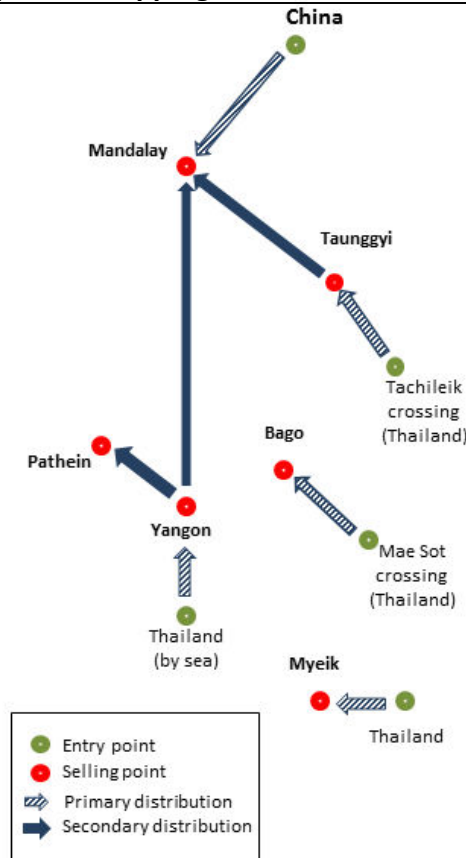 China
Mandalay
Taunggyi
Tachileik
crossing
(Thailand)
Bago
Pathein
Yangon
Mae Sot
crossing
(Thailand)
Thailand
(by sea)
Myeik
Thailand
Entry point
Selling point
Primary distribution
Secondary distribution